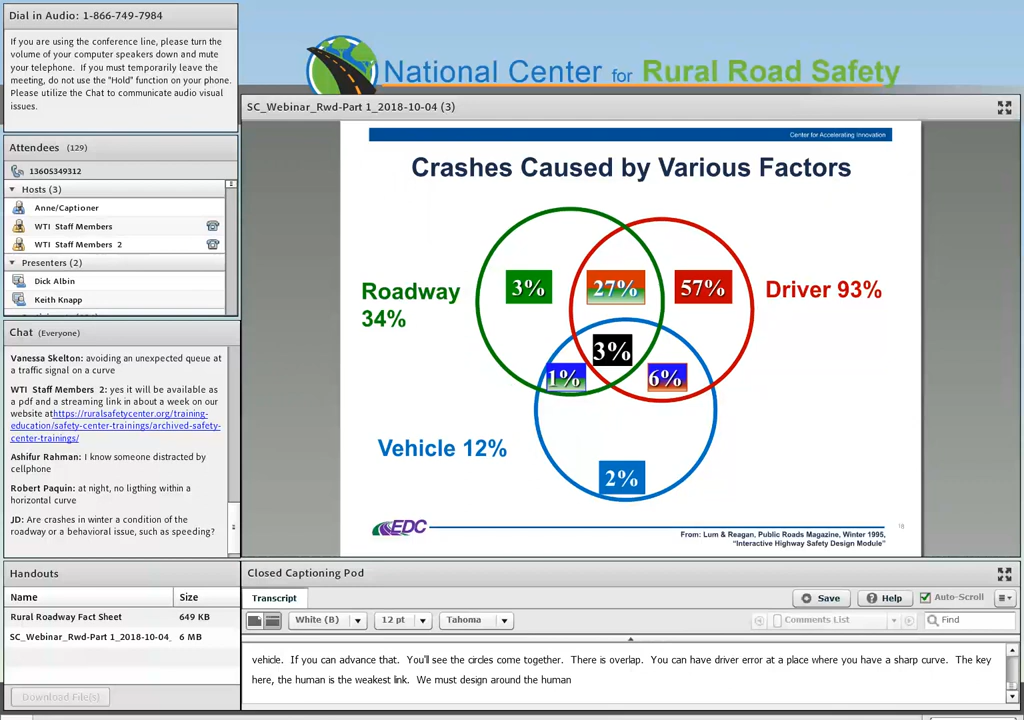 Dial in Audio: 1-866-749-7984
If you are using the conference line, please turn the
volume of your computer speakers down and mute
your telephone. If you must temporarily leave the
meeting, do not use the "Hold" function on your phone.
Please utilize the Chat to communicate audio visual
issues.
National Center for Rural Road Safety
Attendees (129)
13605349312
Hosts (3)
Anne/Captioner
WTI Staff Members
WTI Staff Members 2
Presenters (2)
Dick Albin
Keith Knapp
Chat (Everyone)
Vanessa Skelton: avoiding an unexpected queue at
a traffic signal on a curve
WTI Staff Members 2: yes it will be available as
a pdf and a streaming link in about a week on our
website athttps://ruralsafetycenter.org/training-
education/safety-center-trainings/archived-safety-
center-trainings/
Ashifur Rahman: I know someone distracted by
cellphone
Robert Paquin: at night, no ligthing within a
horizontal curve
JD: Are crashes in winter a condition of the
roadway or a behavioral issue, such as speeding?
Handouts
Name Size
Rural Roadway Fact Sheet 649 KB
SC_Webinar_Rwd-Part 1_2018-10-04_ 6 MB
Download File(s)
SC_Webinar_Rwd-Part 1_2018-10-04 (3)
Center for Accelerating Innovation
Crashes Caused by Various Factors
Roadway
34%
3%
27%
57%
Driver 93%
3%
1%
6%
Vehicle 12%
2%
EDC
18
From: Lum & Reagan, Public Roads Magazine, Winter 1995,
"Interactive Highway Safety Design Module"
Closed Captioning Pod
Transcript
Save
Help
Auto-Scroll
White (B)
12 pt
Tahoma
Comments List
Find
vehicle. If you can advance that. You'll see the circles come together. There is overlap. You can have driver error at a place where you have a sharp curve. The key
here, the human is the weakest link. We must design around the human